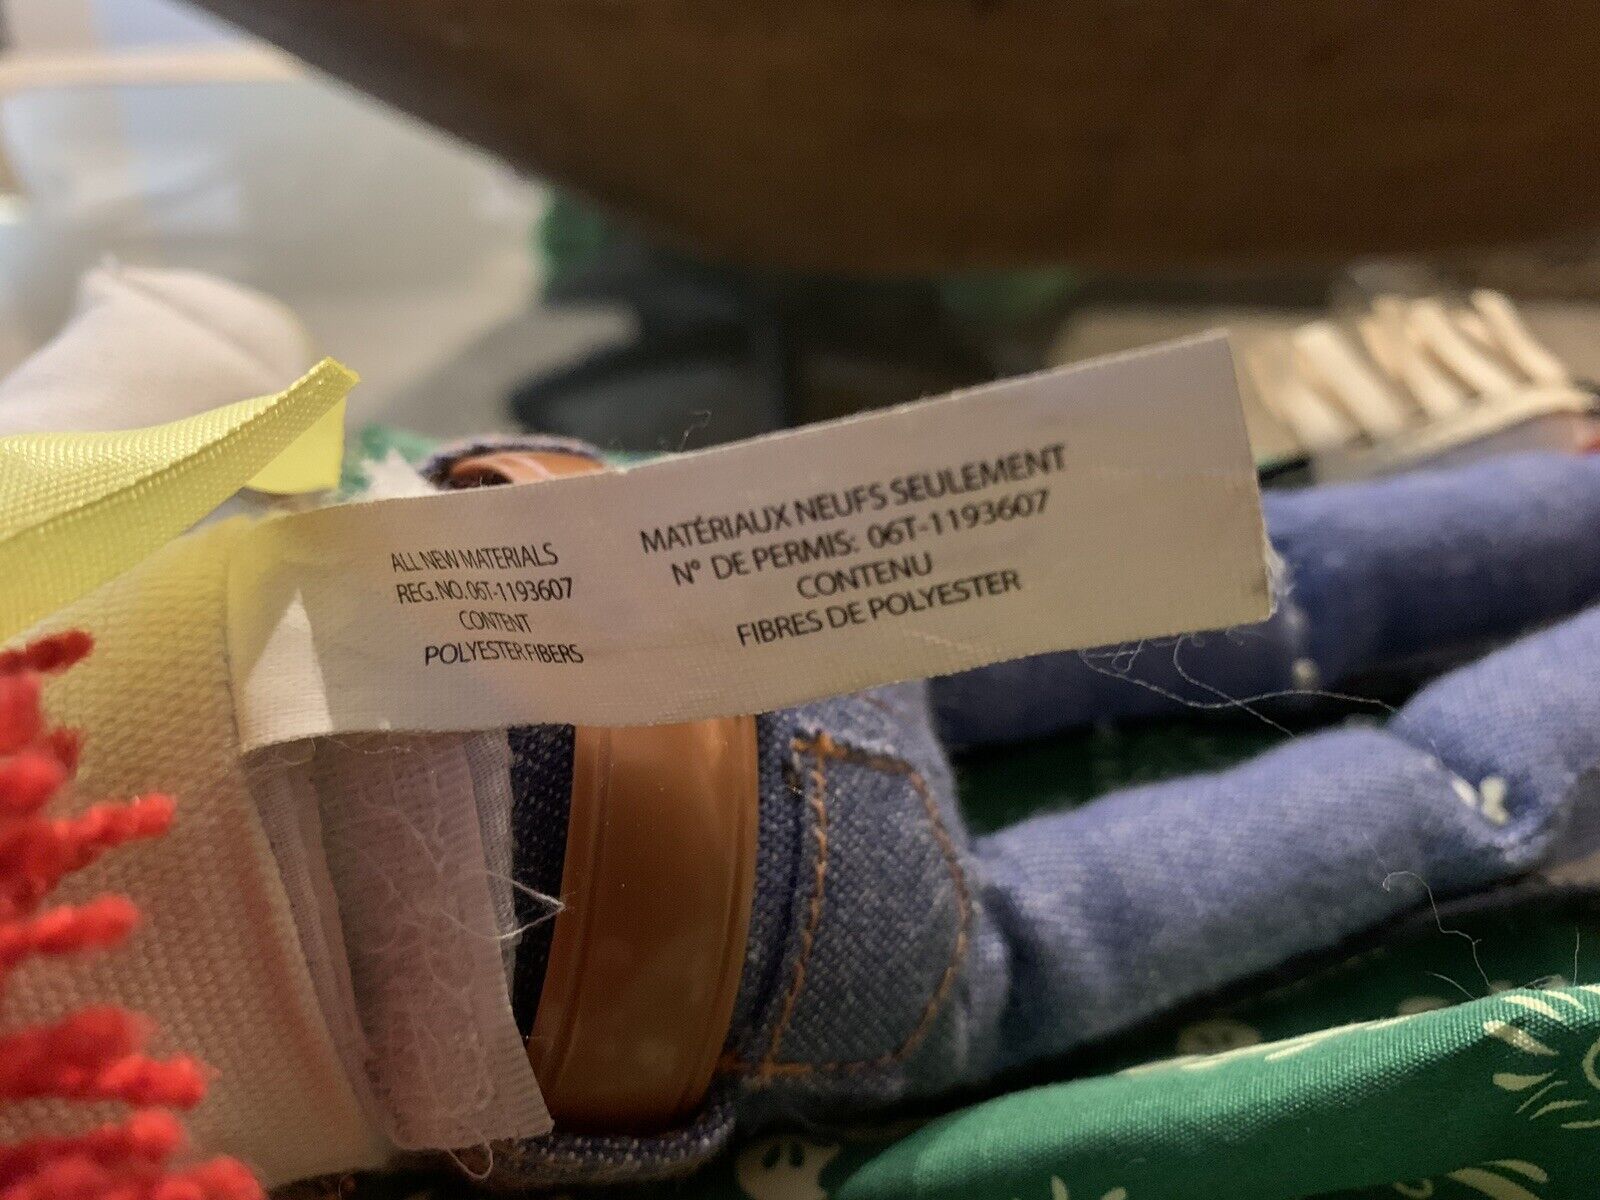 ALL NEW MATERIALS
REG. NO. 06T-1193607
CONTENT
POLYESTER FIBERS
MATÉRIAUX NEUFS SEULEMENT
N° DE PERMIS: 06T-1193607
CONTENU
FIBRES DE POLYESTER